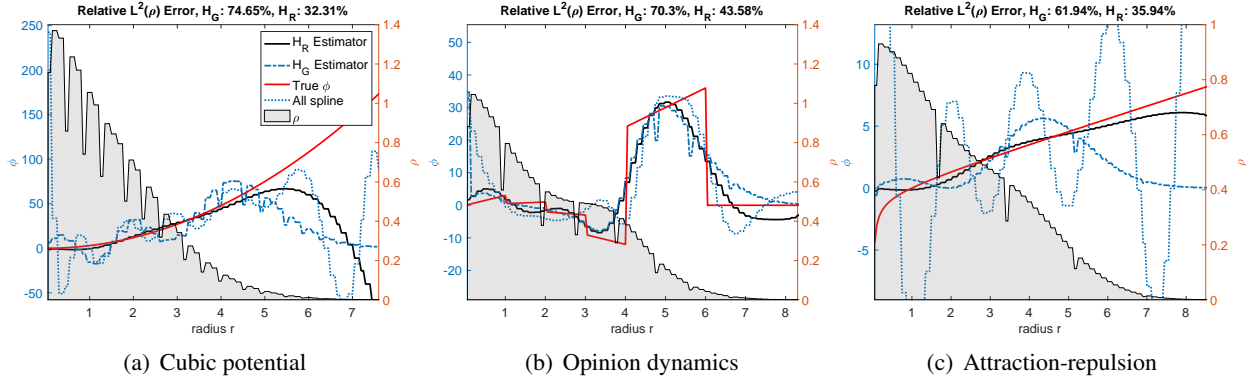 Relative L²(ρ) Error, H_G: 74.65%, H_R: 32.31%
250
200
150
100
50
0
-50
ϕ
1 2 3 4 5 6 7
radius r
1.4
1.2
1
0.8
0.6
0.4
0.2
0
ρ
H_R Estimator
H_G Estimator
True ϕ
All spline
ρ
(a) Cubic potential
Relative L²(ρ) Error, H_G: 70.3%, H_R: 43.58%
50
40
30
20
10
0
-10
-20
ϕ
1 2 3 4 5 6 7 8
radius r
1.4
1.2
1
0.8
0.6
0.4
0.2
0
ρ
(b) Opinion dynamics
Relative L²(ρ) Error, H_G: 61.94%, H_R: 35.94%
10
5
0
-5
ϕ
1 2 3 4 5 6 7 8
radius r
1
0.8
0.6
0.4
0.2
0
ρ
(c) Attraction-repulsion